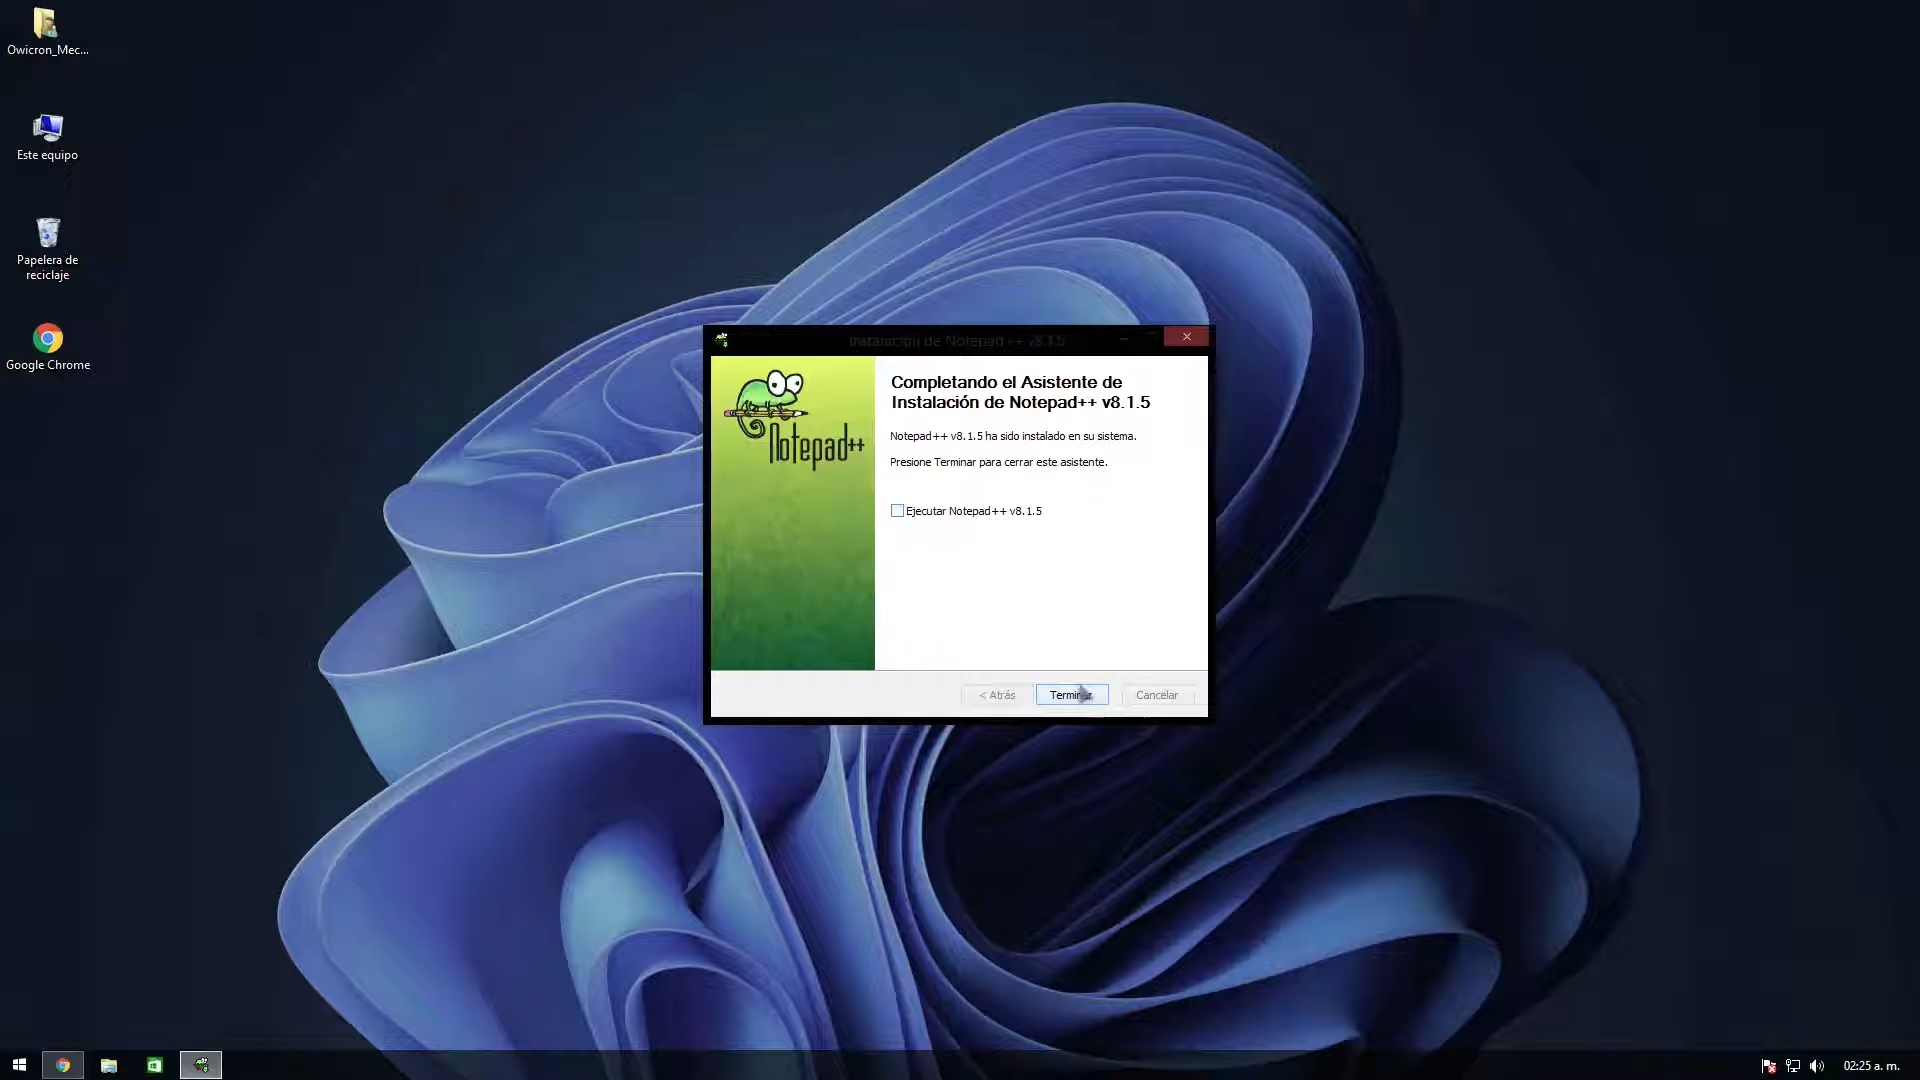 Owicron_Mec...
Este equipo
Papelera de
reciclaje
Google Chrome
Instalación de Notepad++ v8.1.5
Notepad++
Completando el Asistente de
Instalación de Notepad++ v8.1.5
Notepad++ v8.1.5 ha sido instalado en su sistema.
Presione Terminar para cerrar este asistente.
Ejecutar Notepad++ v8.1.5
< Atrás
Terminar
Cancelar
02:25 a. m.